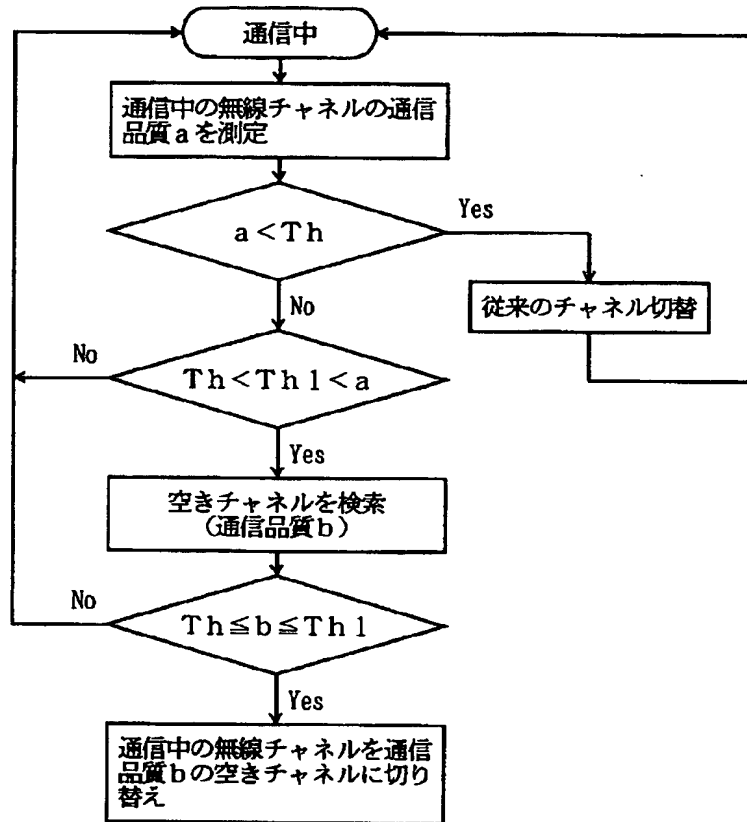 通信中
通信中の無線チャネルの通信
品質aを測定
a<Th
Yes
No
従来のチャネル切替
No
Th<Th1<a
Yes
空きチャネルを検索
(通信品質b)
No
Th≦b≦Th1
Yes
通信中の無線チャネルを通信
品質bの空きチャネルに切り
替え